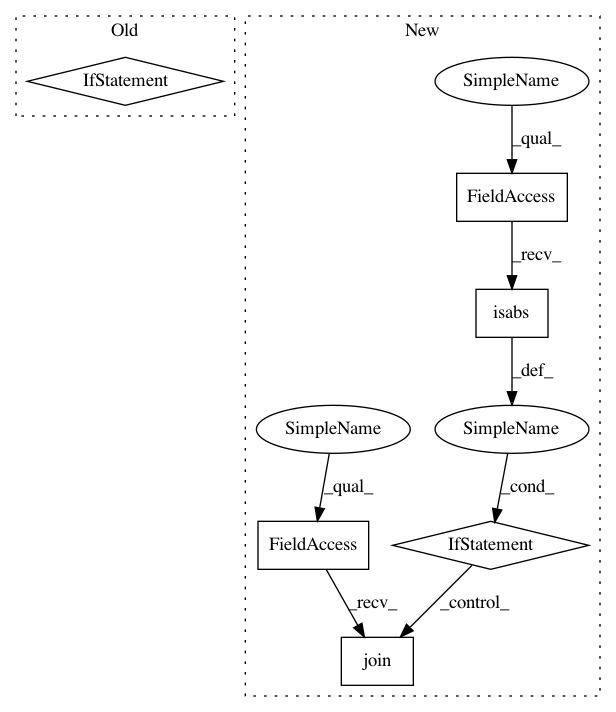 Old
New
IfStatement
SimpleName
_qual_
FieldAccess
_recv_
isabs
_def_
SimpleName
SimpleName
_qual_
_cond_
FieldAccess
IfStatement
_recv_
_control_
join